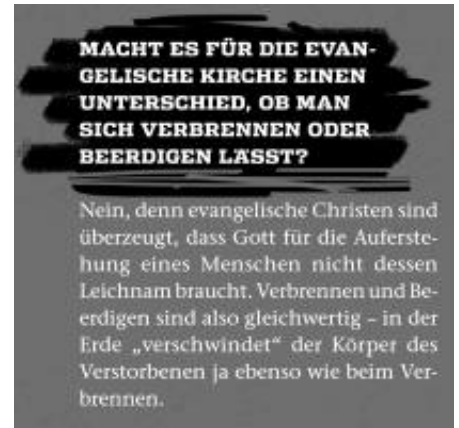 MACHT ES FÜR DIE EVAN-
GELISCHE KIRCHE EINEN
UNTERSCHIED, OB MAN
SICH VERBRENNEN ODER
BEERDIGEN LÄSST?
Nein, denn evangelische Christen sind
überzeugt, dass Gott für die Auferste-
hung eines Menschen nicht dessen
Leichnam braucht. Verbrennen und Be-
erdigen sind also gleichwertig – in der
Erde „verschwindet“ der Körper des
Verstorbenen ja ebenso wie beim Ver-
brennen.